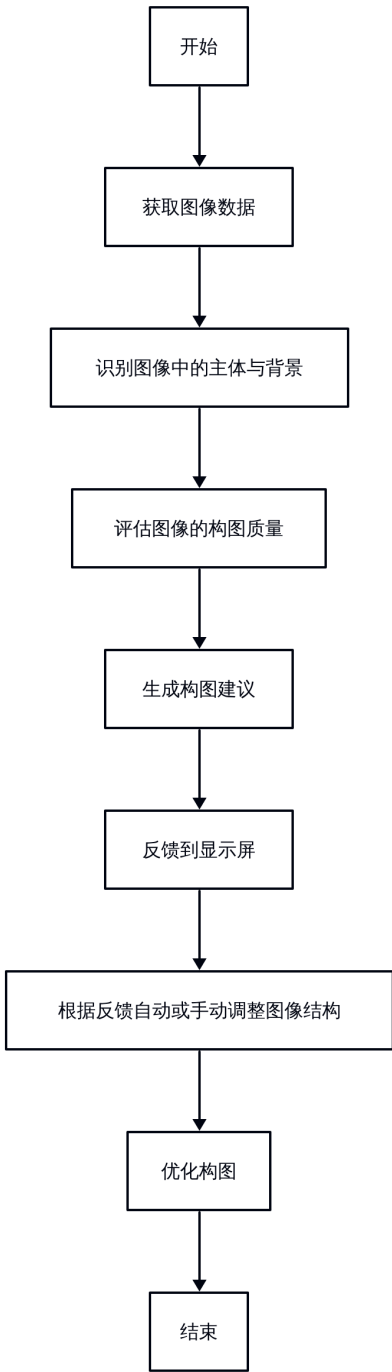 开始
获取图像数据
识别图像中的主体与背景
评估图像的构图质量
生成构图建议
反馈到显示屏
根据反馈自动或手动调整图像结构
优化构图
结束